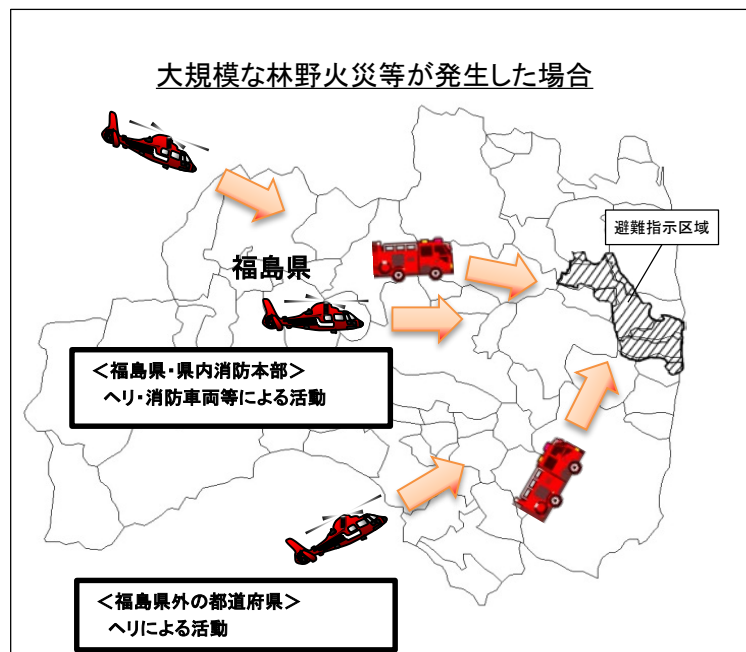 大規模な林野火災等が発生した場合
避難指示区域
福島県
＜福島県・県内消防本部＞
ヘリ・消防車両等による活動
＜福島県外の都道府県＞
ヘリによる活動